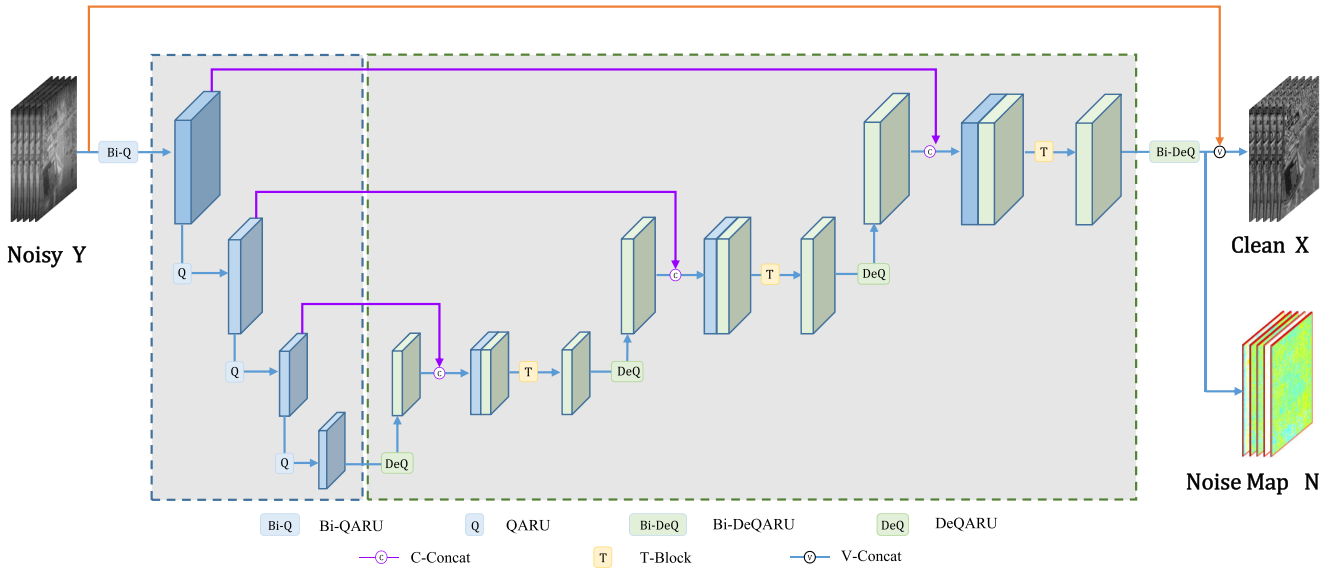 Bi-Q
C
T
Bi-DeQ
V
Noisy Y
Clean X
Q
C
T
DeQ
Q
C
T
DeQ
Q
DeQ
Noise Map N
Bi-Q Bi-QARU Q QARU Bi-DeQ Bi-DeQARU DeQ DeQARU
C C-Concat T T-Block V V-Concat